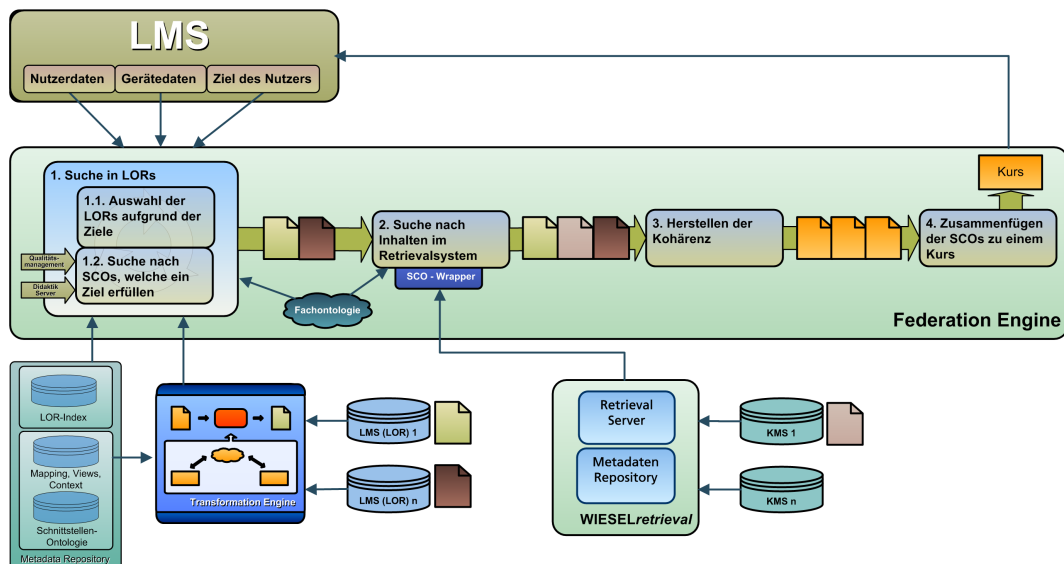 LMS
Nutzerdaten
Gerätedaten
Ziel des Nutzers
1. Suche in LORs
1.1. Auswahl der
LORs aufgrund der
Ziele
Qualitäts-
management
Didaktik
Server
1.2. Suche nach
SCOs, welche ein
Ziel erfüllen
2. Suche nach
Inhalten im
Retrievalsystem
SCO - Wrapper
Fachontologie
3. Herstellen der
Kohärenz
Kurs
4. Zusammenfügen
der SCOs zu einem
Kurs
Federation Engine
LOR-Index
Mapping, Views,
Context
Schnittstellen-
Ontologie
Metadata Repository
Transformation Engine
LMS (LOR) 1
LMS (LOR) n
Retrieval
Server
Metadaten
Repository
WIESELretrieval
KMS 1
KMS n